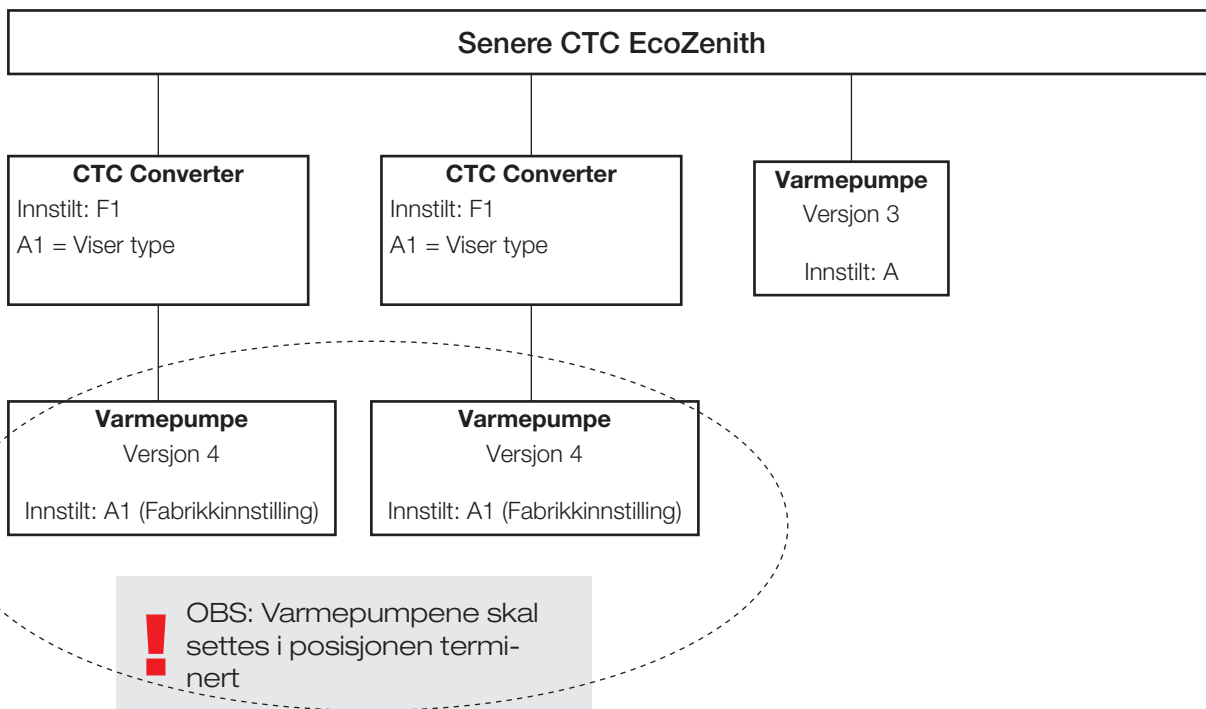 Senere CTC EcoZenith
CTC Converter
Innstilt: F1
A1 = Viser type
CTC Converter
Innstilt: F1
A1 = Viser type
Varmepumpe
Versjon 3
Innstilt: A
Varmepumpe
Versjon 4
Innstilt: A1 (Fabrikkinnstilling)
Varmepumpe
Versjon 4
Innstilt: A1 (Fabrikkinnstilling)
! OBS: Varmepumpene skal
settes i posisjonen termi-
nert